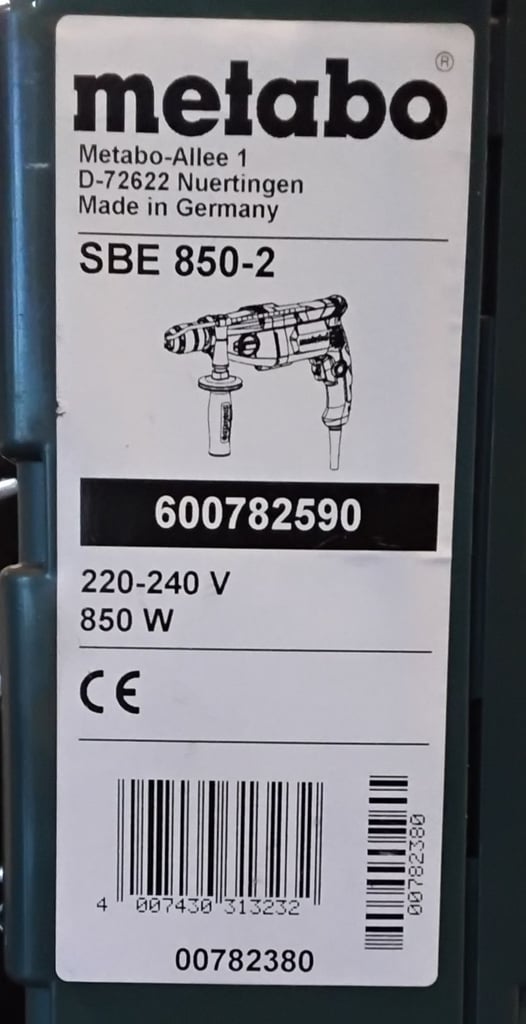 metabo®
Metabo-Allee 1
D-72622 Nuertingen
Made in Germany
SBE 850-2
600782590
220-240 V
850 W
CE
4 007430 313232
00782380
00782380